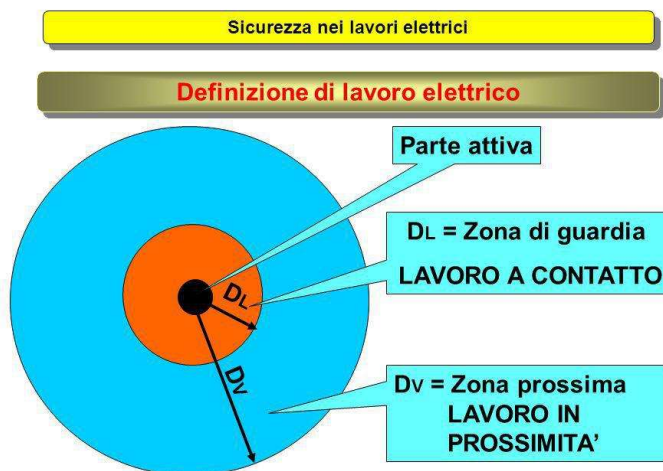 Sicurezza nei lavori elettrici
Definizione di lavoro elettrico
Parte attiva
DL = Zona di guardia
LAVORO A CONTATTO
DL
DV
DV = Zona prossima
LAVORO IN
PROSSIMITA'